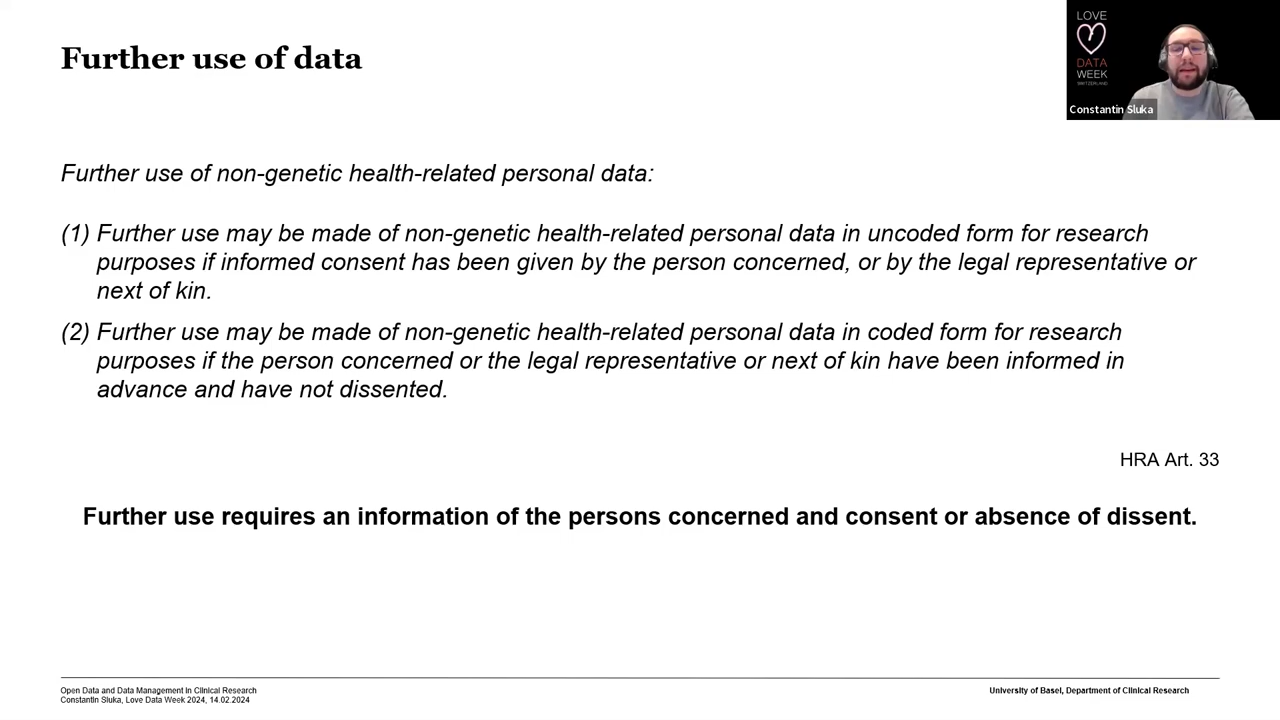 Further use of data
LOVE
DATA
WEEK
SWITZERLAND
Constantin Sluka
Further use of non-genetic health-related personal data:
(1) Further use may be made of non-genetic health-related personal data in uncoded form for research
purposes if informed consent has been given by the person concerned, or by the legal representative or
next of kin.
(2) Further use may be made of non-genetic health-related personal data in coded form for research
purposes if the person concerned or the legal representative or next of kin have been informed in
advance and have not dissented.
HRA Art. 33
Further use requires an information of the persons concerned and consent or absence of dissent.
Open Data and Data Management in Clinical Research
Constantin Sluka, Love Data Week 2024, 14.02.2024
University of Basel, Department of Clinical Research